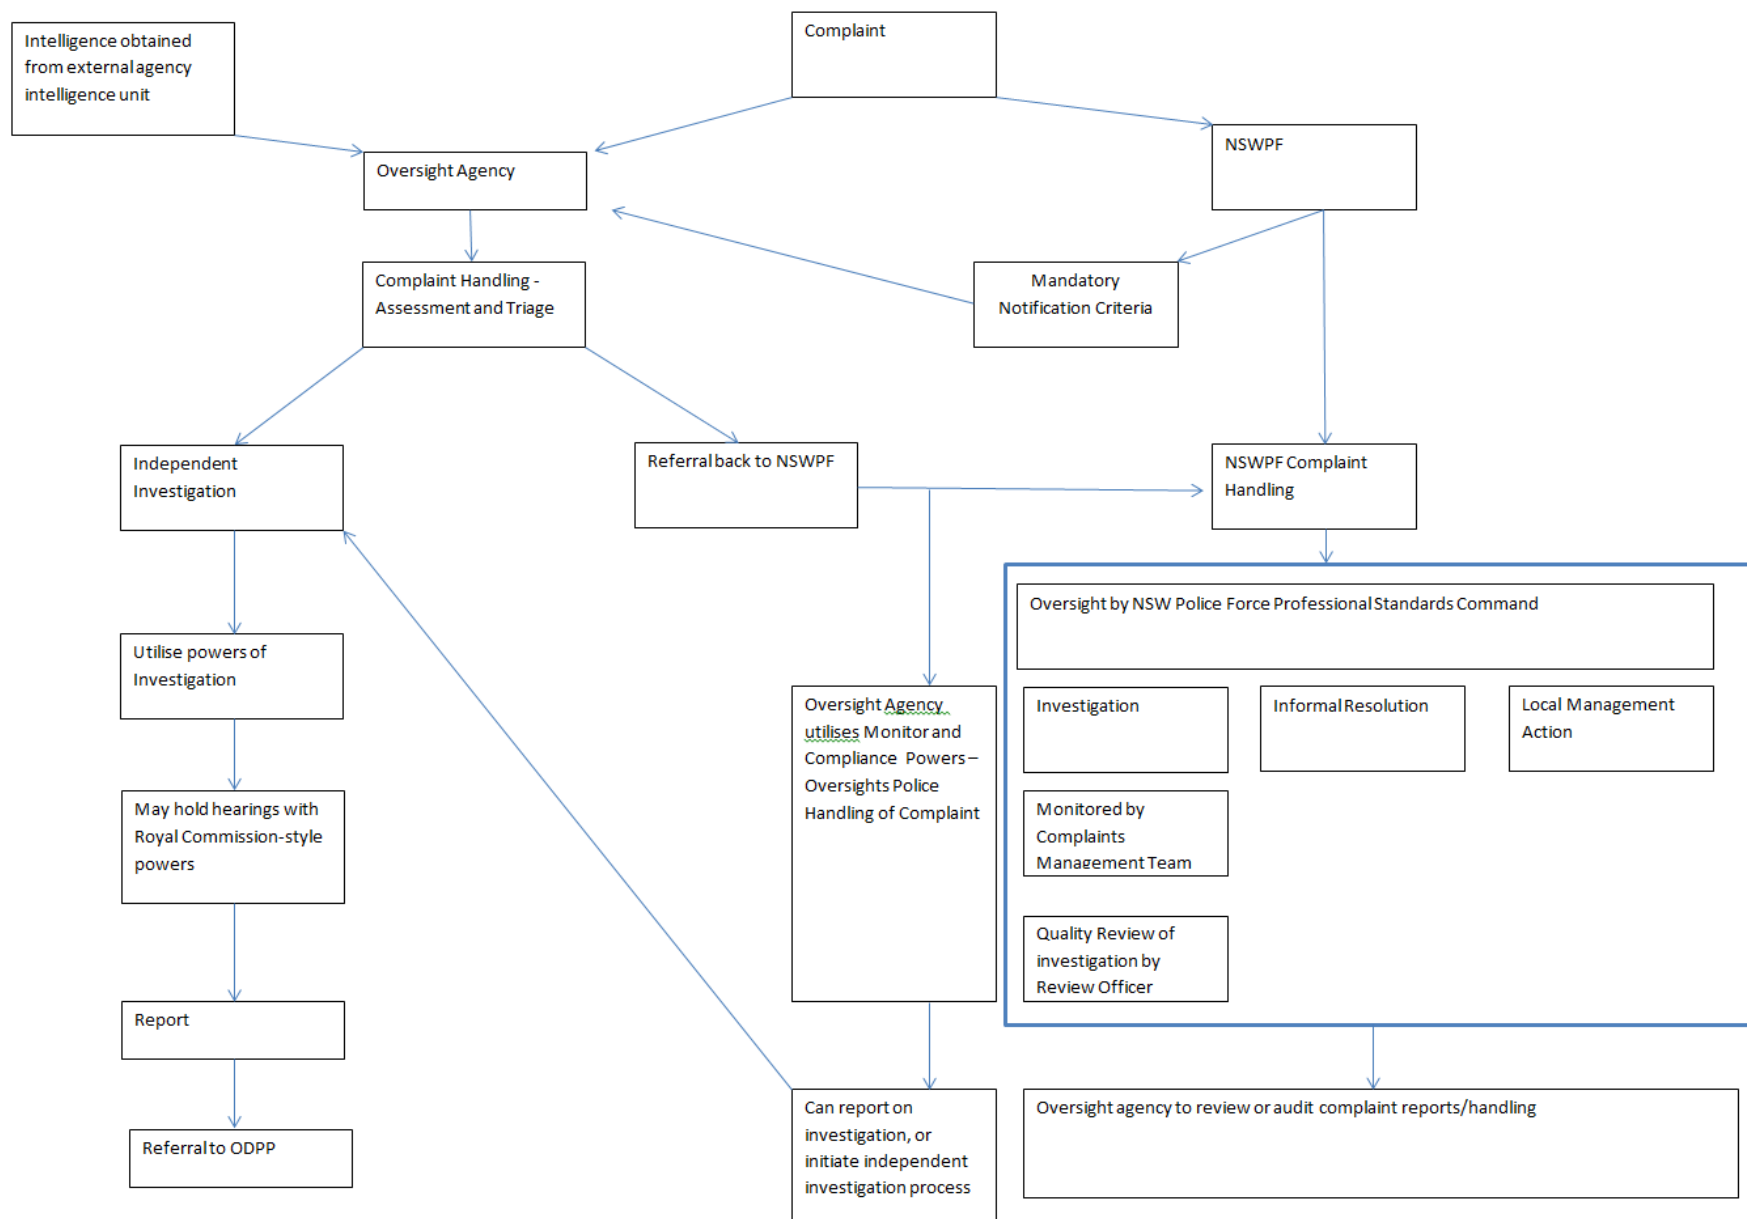 Intelligence obtained
from external agency
intelligence unit
Complaint
NSWPF
Oversight Agency
Complaint Handling -
Assessment and Triage
Mandatory
Notification Criteria
Independent
Investigation
Referral back to NSWPF
NSWPF Complaint
Handling
Oversight by NSW Police Force Professional Standards Command
Utilise powers of
Investigation
Oversight Agency
utilises Monitor and
Compliance Powers –
Oversights Police
Handling of Complaint
Investigation
Informal Resolution
Local Management
Action
May hold hearings with
Royal Commission-style
powers
Monitored by
Complaints
Management Team
Quality Review of
investigation by
Review Officer
Report
Can report on
investigation, or
initiate independent
investigation process
Oversight agency to review or audit complaint reports/handling
Referral to ODPP